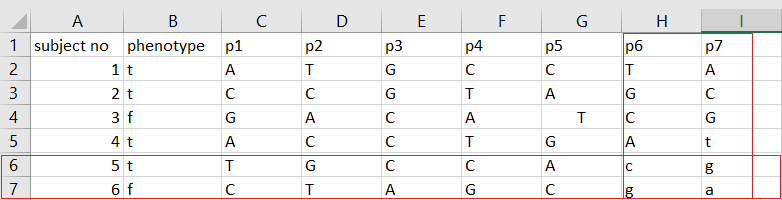 A B C D E F G H I
1 subject no phenotype p1 p2 p3 p4 p5 p6 p7
2 1 t A T G C C T A
3 2 t C C G T A G C
4 3 f G A C A T C G
5 4 t A C C T G A t
6 5 t T G C C A c g
7 6 f C T A G C g a